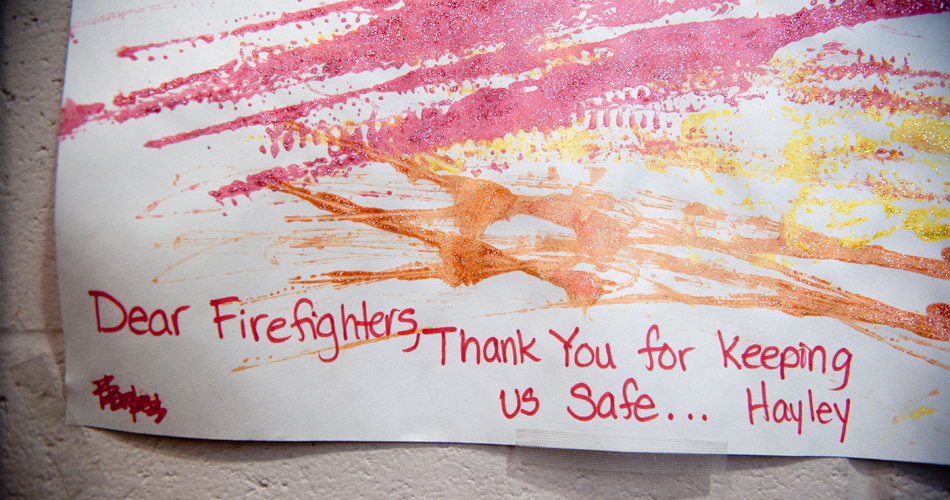 Dear Firefighters, Thank You for Keeping
us Safe... Hayley